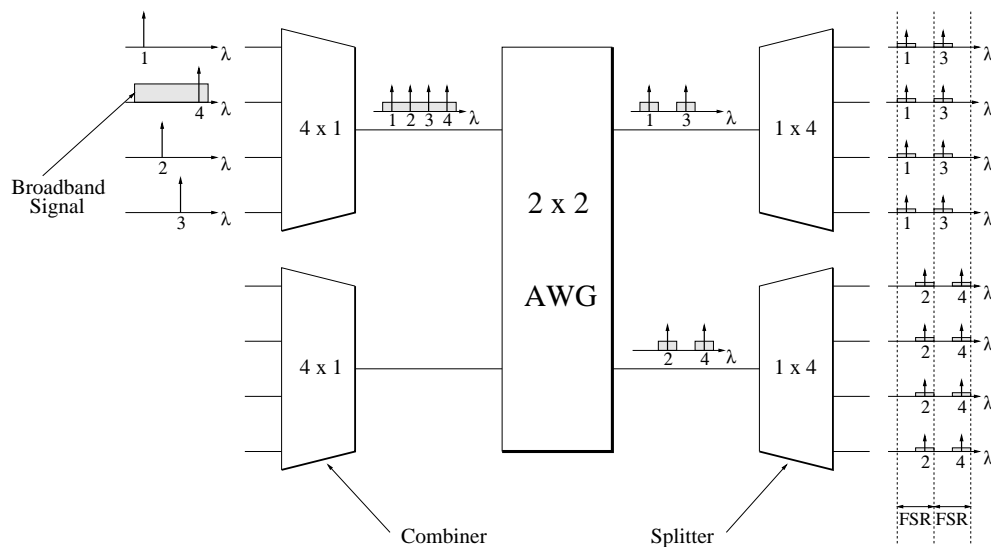 λ
1
λ
4
λ
2
λ
3
Broadband
Signal
4 x 1
1 2 3 4 λ
2 x 2
AWG
1 3 λ
1 x 4
1 3 λ
1 3 λ
1 3 λ
1 3 λ
4 x 1
2 4 λ
1 x 4
2 4 λ
2 4 λ
2 4 λ
2 4 λ
FSR FSR
Combiner
Splitter